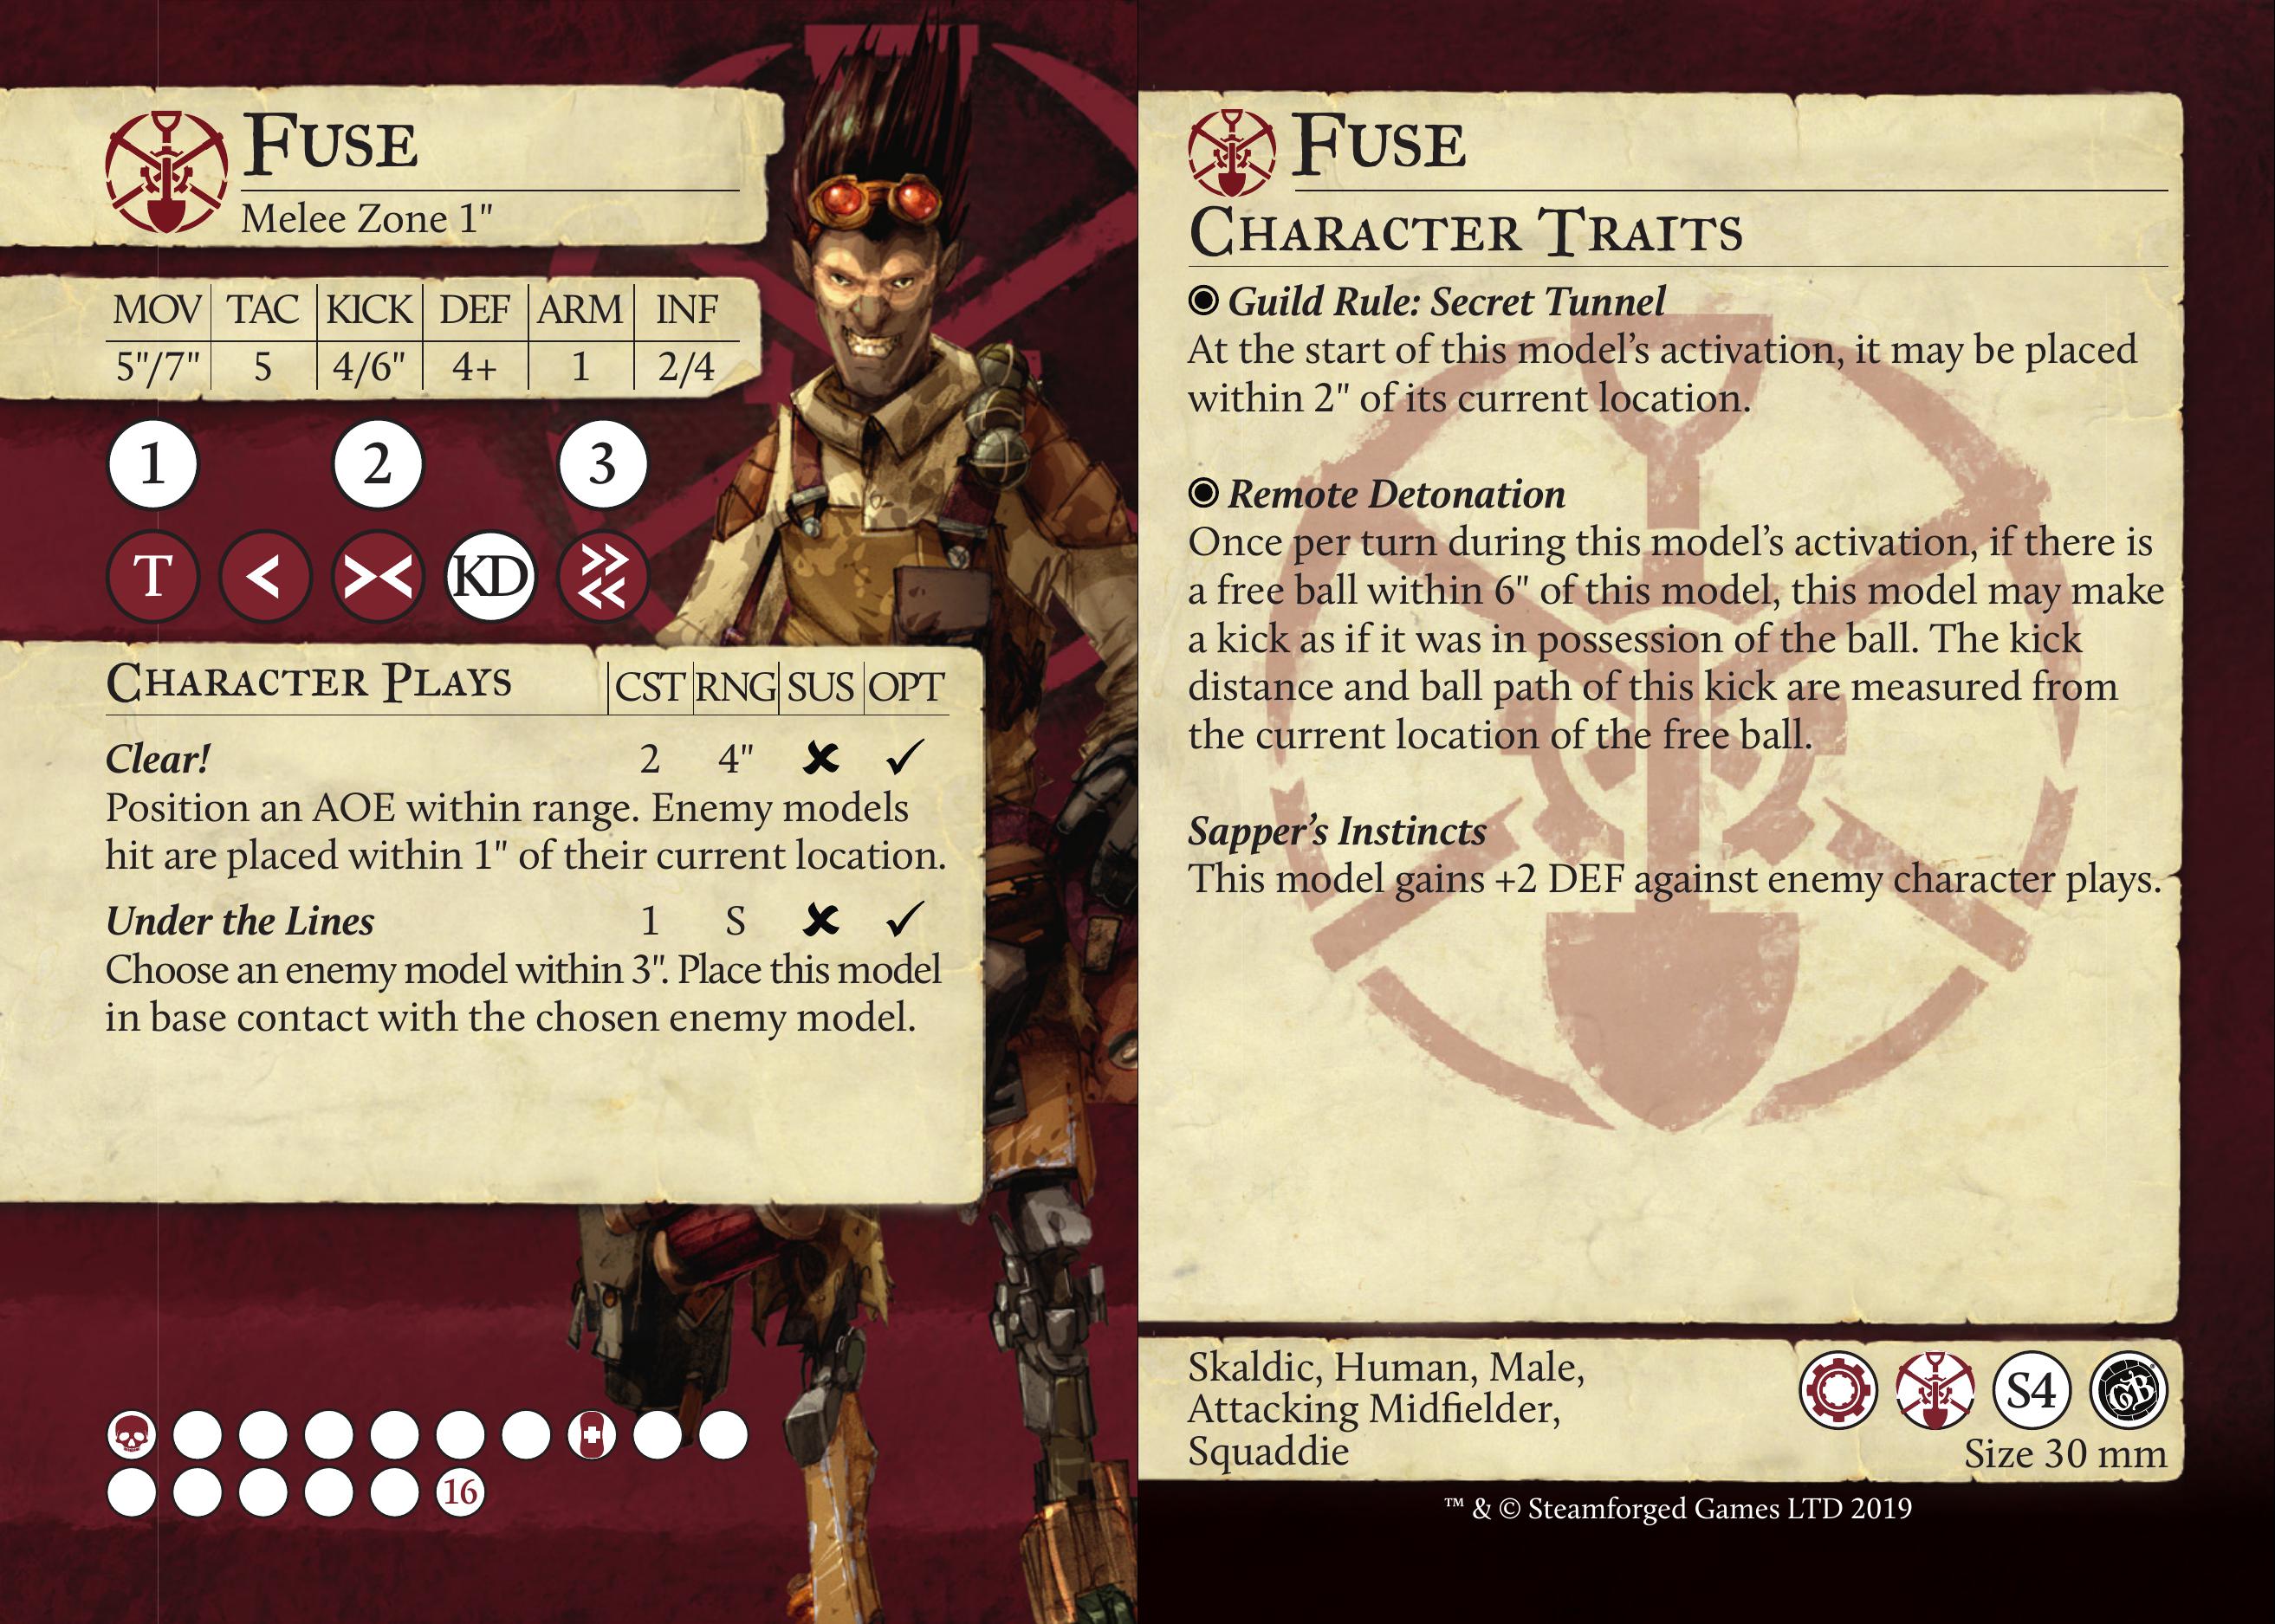 FUSE
Melee Zone 1"
MOV TAC KICK DEF ARM INF
5"/7" 5 4/6" 4+ 1 2/4
1 2 3
T < >< KD >> <<
CHARACTER PLAYS CST RNG SUS OPT
Clear! 2 4" ✘ ✓
Position an AOE within range. Enemy models
hit are placed within 1" of their current location.
Under the Lines 1 S ✘ ✓
Choose an enemy model within 3". Place this model
in base contact with the chosen enemy model.
16
FUSE
CHARACTER TRAITS
Guild Rule: Secret Tunnel
At the start of this model's activation, it may be placed
within 2" of its current location.
Remote Detonation
Once per turn during this model's activation, if there is
a free ball within 6" of this model, this model may make
a kick as if it was in possession of the ball. The kick
distance and ball path of this kick are measured from
the current location of the free ball.
Sapper's Instincts
This model gains +2 DEF against enemy character plays.
Skaldic, Human, Male,
Attacking Midfielder,
Squaddie
S4 GB
Size 30 mm
™ & © Steamforged Games LTD 2019